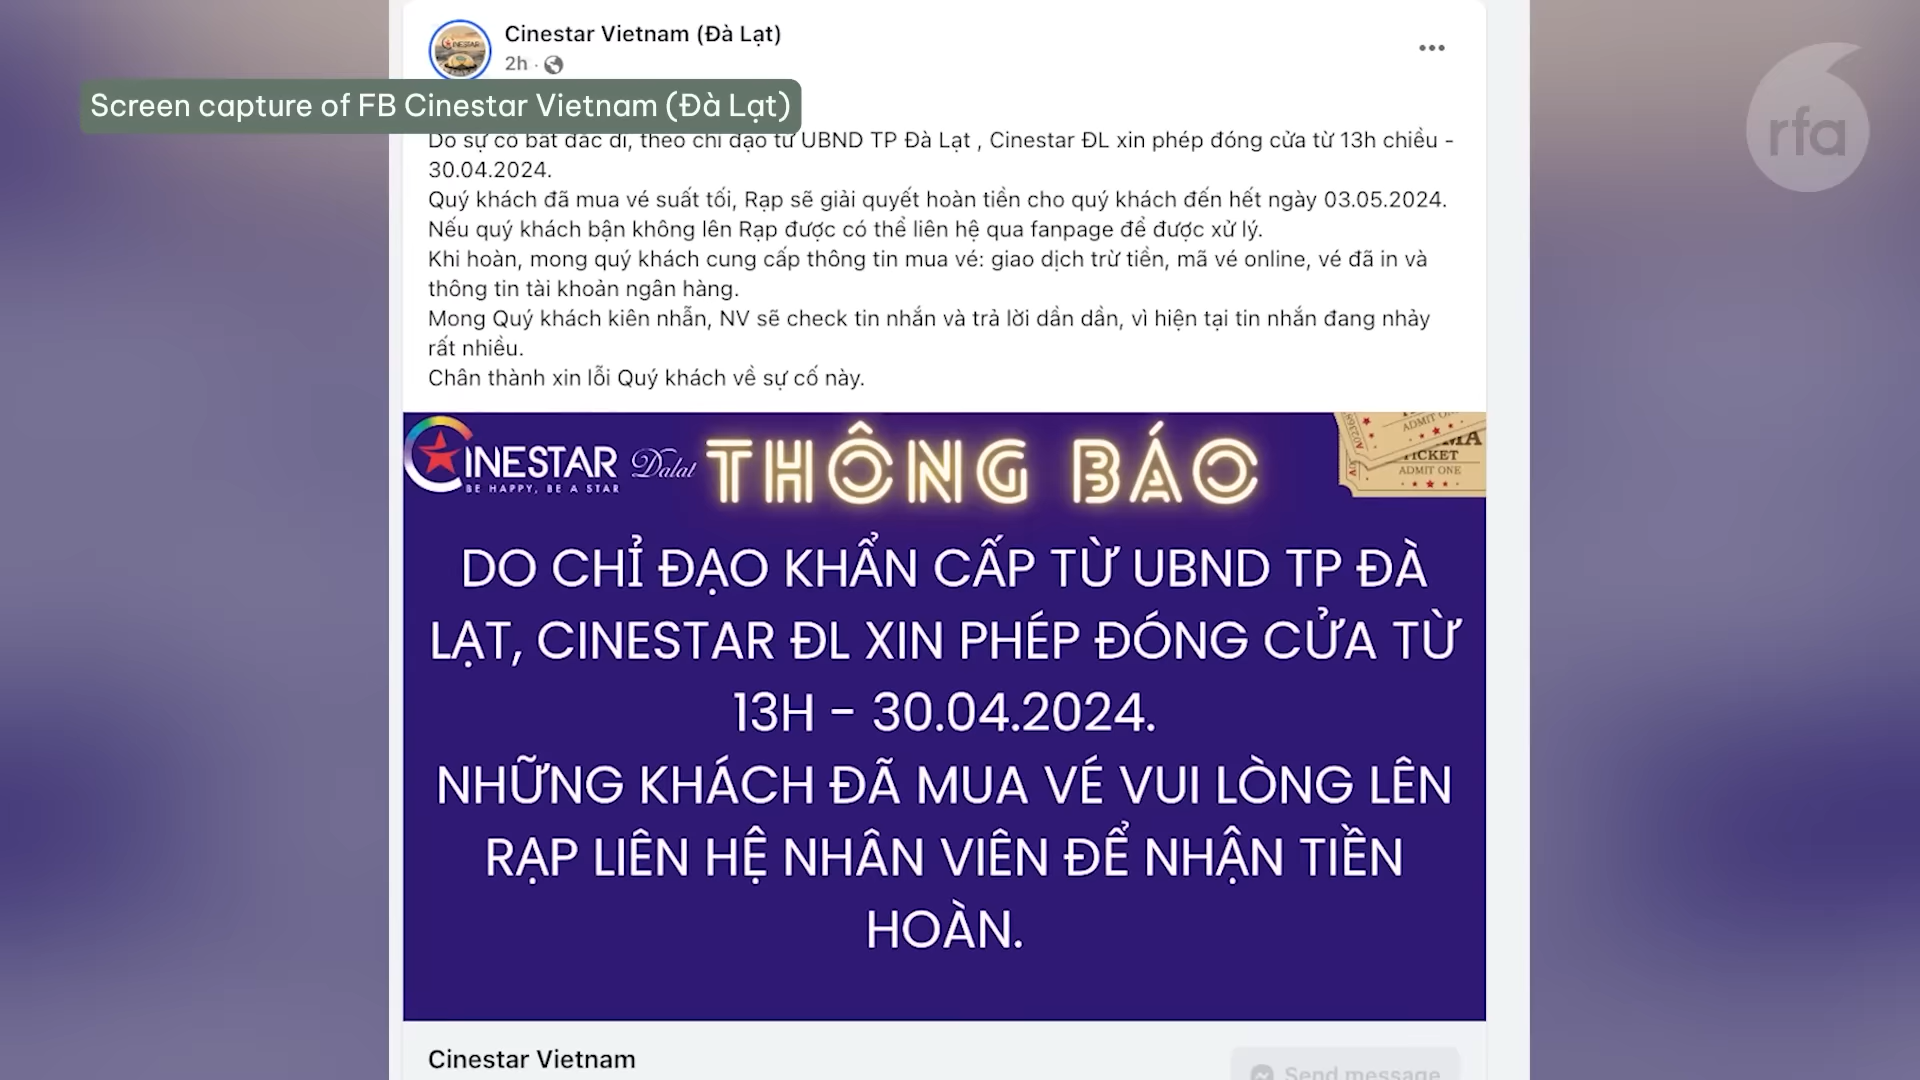 Cinestar Vietnam (Đà Lạt)
2h ·
Screen capture of FB Cinestar Vietnam (Đà Lạt)
rfa
Do sự cố bất đắc dĩ, theo chỉ đạo từ UBND TP Đà Lạt , Cinestar ĐL xin phép đóng cửa từ 13h chiều -
30.04.2024.
Quý khách đã mua vé suất tối, Rạp sẽ giải quyết hoàn tiền cho quý khách đến hết ngày 03.05.2024.
Nếu quý khách bận không lên Rạp được có thể liên hệ qua fanpage để được xử lý.
Khi hoàn, mong quý khách cung cấp thông tin mua vé: giao dịch trừ tiền, mã vé online, vé đã in và
thông tin tài khoản ngân hàng.
Mong Quý khách kiên nhẫn, NV sẽ check tin nhắn và trả lời dần dần, vì hiện tại tin nhắn đang nhảy
rất nhiều.
Chân thành xin lỗi Quý khách về sự cố này.
CINESTAR Dalat
BE HAPPY, BE A STAR
THÔNG BÁO
TICKET
ADMIT ONE
DO CHỈ ĐẠO KHẨN CẤP TỪ UBND TP ĐÀ
LẠT, CINESTAR ĐL XIN PHÉP ĐÓNG CỬA TỪ
13H - 30.04.2024.
NHỮNG KHÁCH ĐÃ MUA VÉ VUI LÒNG LÊN
RẠP LIÊN HỆ NHÂN VIÊN ĐỂ NHẬN TIỀN
HOÀN.
Cinestar Vietnam
Send message